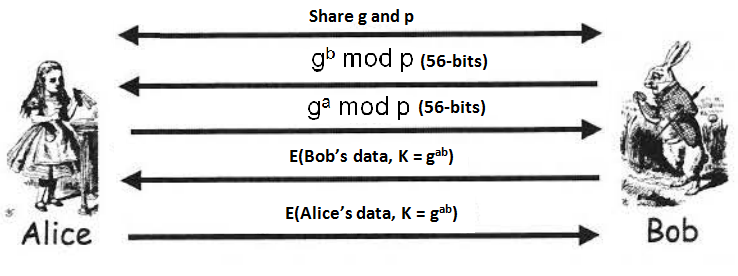 Share g and p
gᵇ mod p (56-bits)
gᵃ mod p (56-bits)
E(Bob's data, K = gᵃᵇ)
E(Alice's data, K = gᵃᵇ)
Alice
Bob